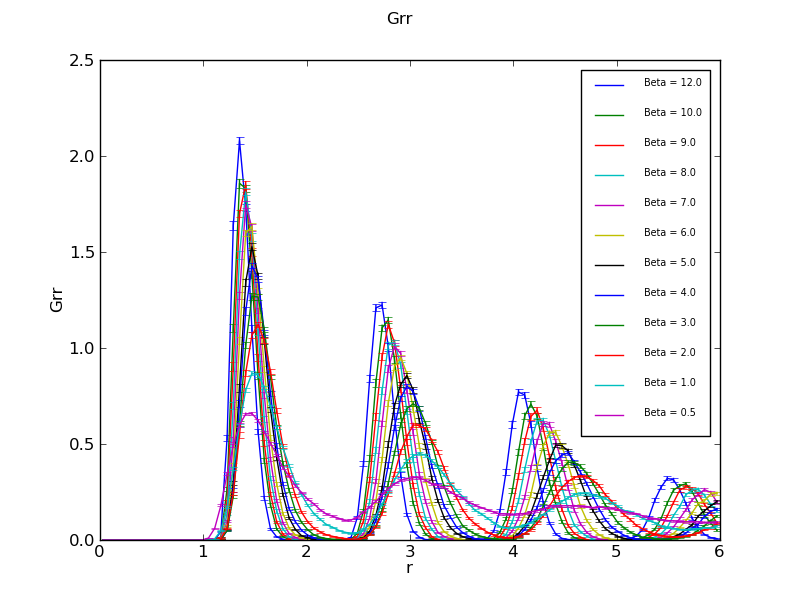 Grr
2.5
2.0
1.5
1.0
0.5
0.0
Grr
0
1
2
3
4
5
6
r
Beta = 12.0
Beta = 10.0
Beta = 9.0
Beta = 8.0
Beta = 7.0
Beta = 6.0
Beta = 5.0
Beta = 4.0
Beta = 3.0
Beta = 2.0
Beta = 1.0
Beta = 0.5